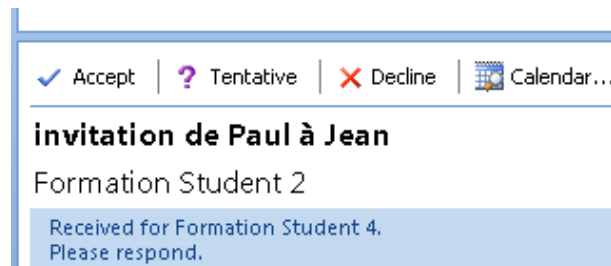 Accept ? Tentative Decline Calendar...
invitation de Paul à Jean
Formation Student 2
Received for Formation Student 4.
Please respond.